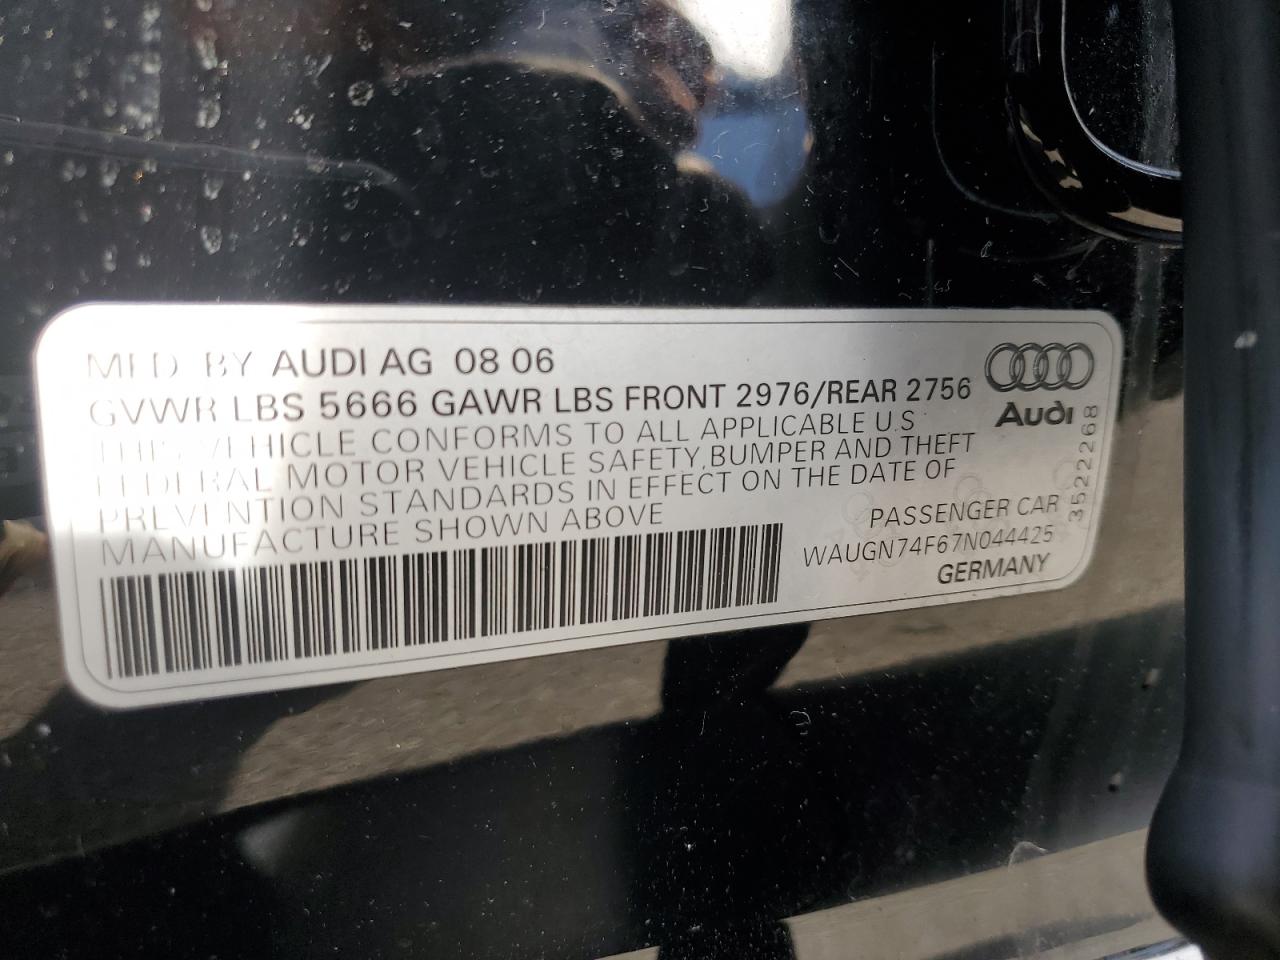 MFD BY AUDI AG 08 06
GVWR LBS 5666 GAWR LBS FRONT 2976/REAR 2756
THIS VEHICLE CONFORMS TO ALL APPLICABLE U.S
FEDERAL MOTOR VEHICLE SAFETY, BUMPER AND THEFT
PREVENTION STANDARDS IN EFFECT ON THE DATE OF
MANUFACTURE SHOWN ABOVE
PASSENGER CAR
WAUGN74F67N044425
GERMANY
Audi
3522268